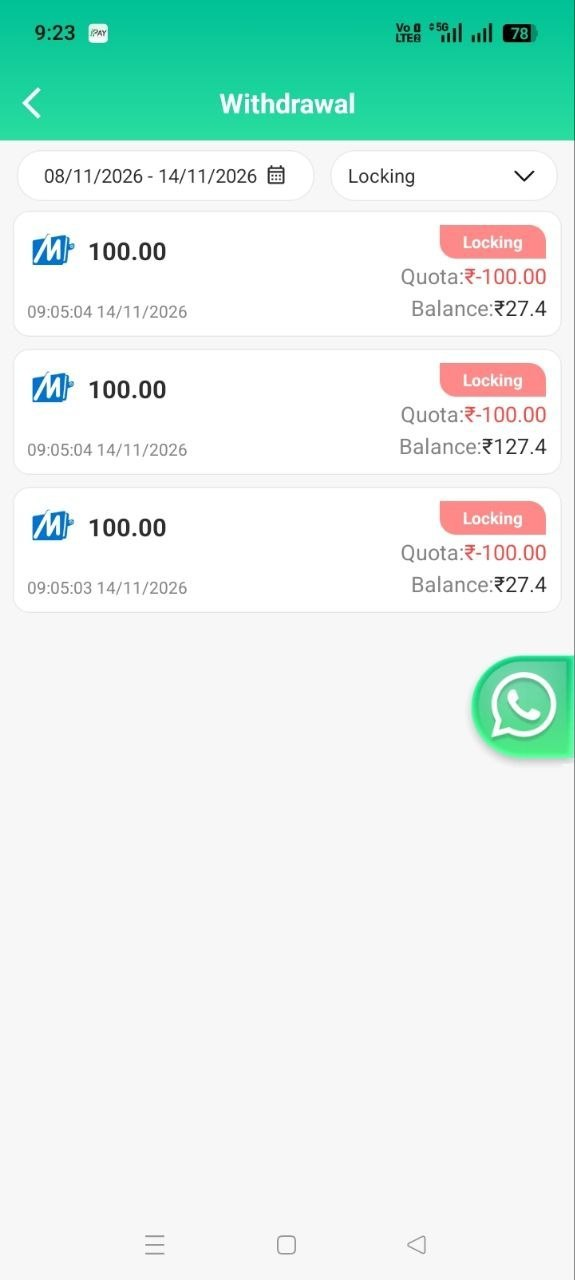 9:23 iPAY Vo LTE 5G 78
Withdrawal
08/11/2026 - 14/11/2026 Locking
Locking
100.00
Quota:₹-100.00
Balance:₹27.4
09:05:04 14/11/2026
Locking
100.00
Quota:₹-100.00
Balance:₹127.4
09:05:04 14/11/2026
Locking
100.00
Quota:₹-100.00
Balance:₹27.4
09:05:03 14/11/2026